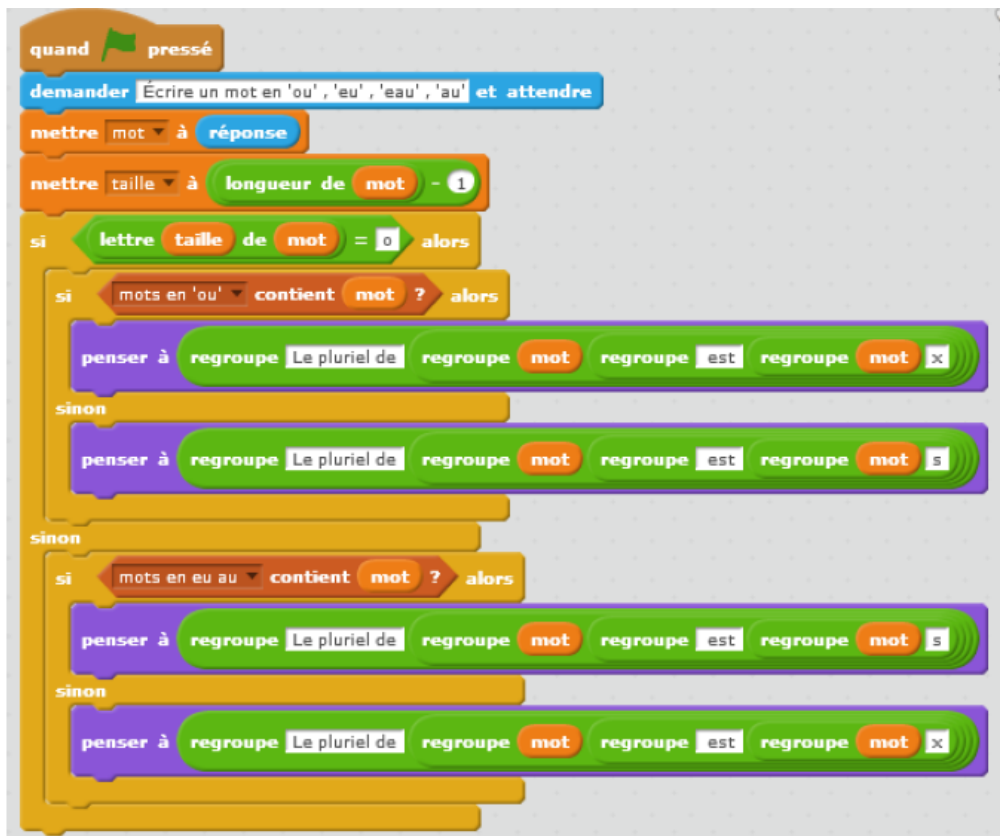 quand pressé
demander Écrire un mot en 'ou' , 'eu' , 'eau' , 'au' et attendre
mettre mot à réponse
mettre taille à longueur de mot - 1
si lettre taille de mot = o alors
si mots en 'ou' contient mot ? alors
penser à regroupe Le pluriel de regroupe mot regroupe est regroupe mot x
sinon
penser à regroupe Le pluriel de regroupe mot regroupe est regroupe mot s
sinon
si mots en eu au contient mot ? alors
penser à regroupe Le pluriel de regroupe mot regroupe est regroupe mot s
sinon
penser à regroupe Le pluriel de regroupe mot regroupe est regroupe mot x